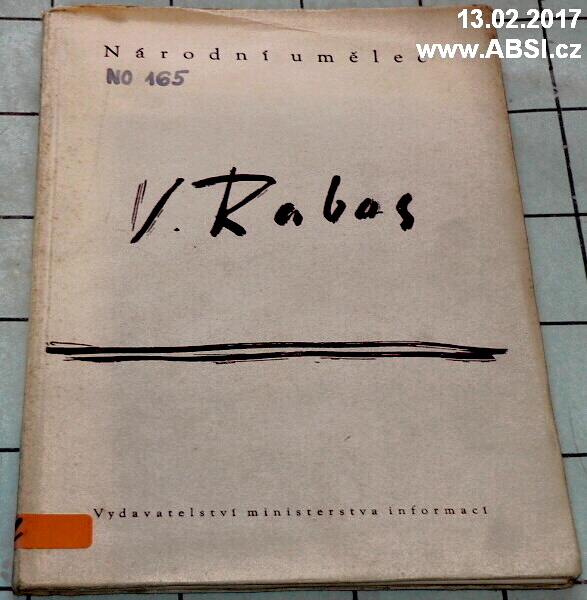 13.02.2017
www.ABSI.cz
Národní umělec
NO 165
V. Rabas
Vydavatelství ministerstva informací